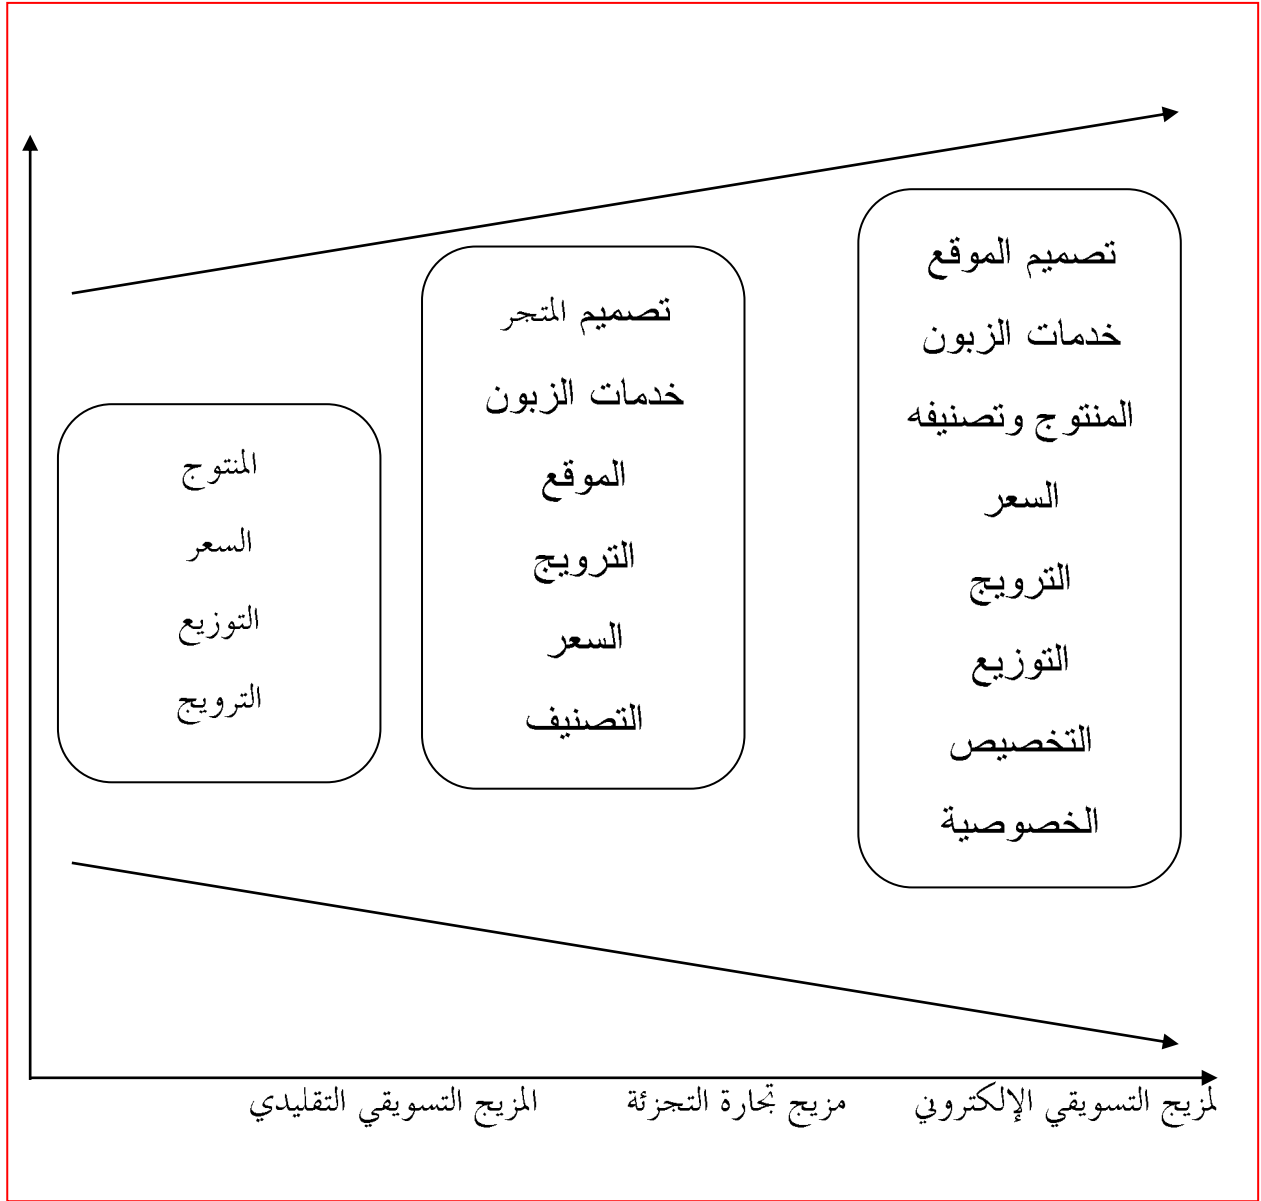 تصميم الموقع
خدمات الزبون
المنتوج وتصنيفه
السعر
الترويج
التوزيع
التخصيص
الخصوصية
تصميم المتجر
خدمات الزبون
الموقع
الترويج
السعر
التصنيف
المنتوج
السعر
التوزيع
الترويج
لمزيج التسويقي الإلكتروني
مزيج تجارة التجزئة
المزيج التسويقي التقليدي